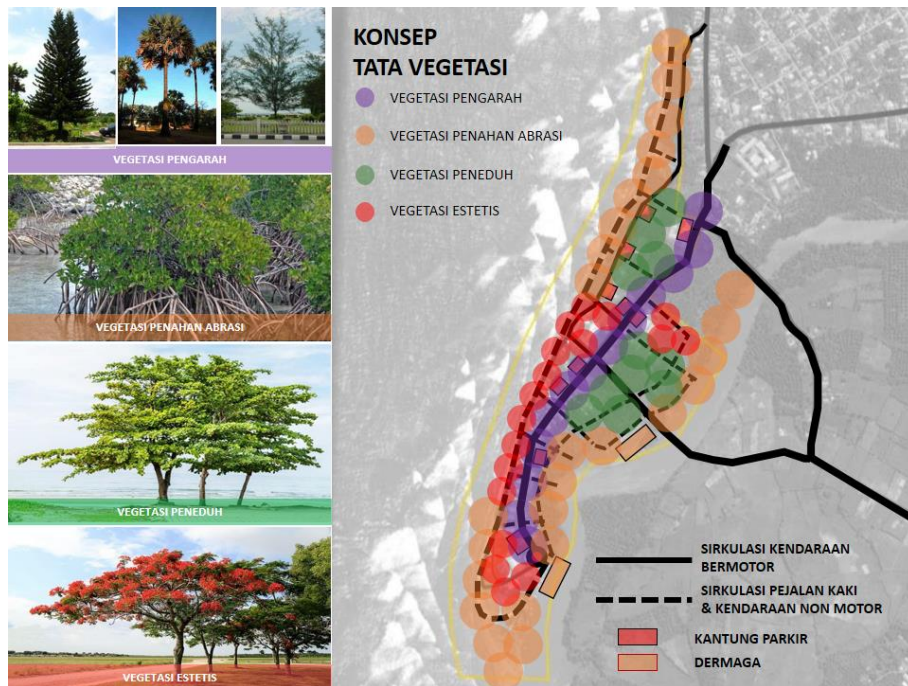 VEGETASI PENGARAH
VEGETASI PENAHAN ABRASI
VEGETASI PENEDUH
VEGETASI ESTETIS
KONSEP
TATA VEGETASI
VEGETASI PENGARAH
VEGETASI PENAHAN ABRASI
VEGETASI PENEDUH
VEGETASI ESTETIS
SIRKULASI KENDARAAN
BERMOTOR
SIRKULASI PEJALAN KAKI
& KENDARAAN NON MOTOR
KANTUNG PARKIR
DERMAGA